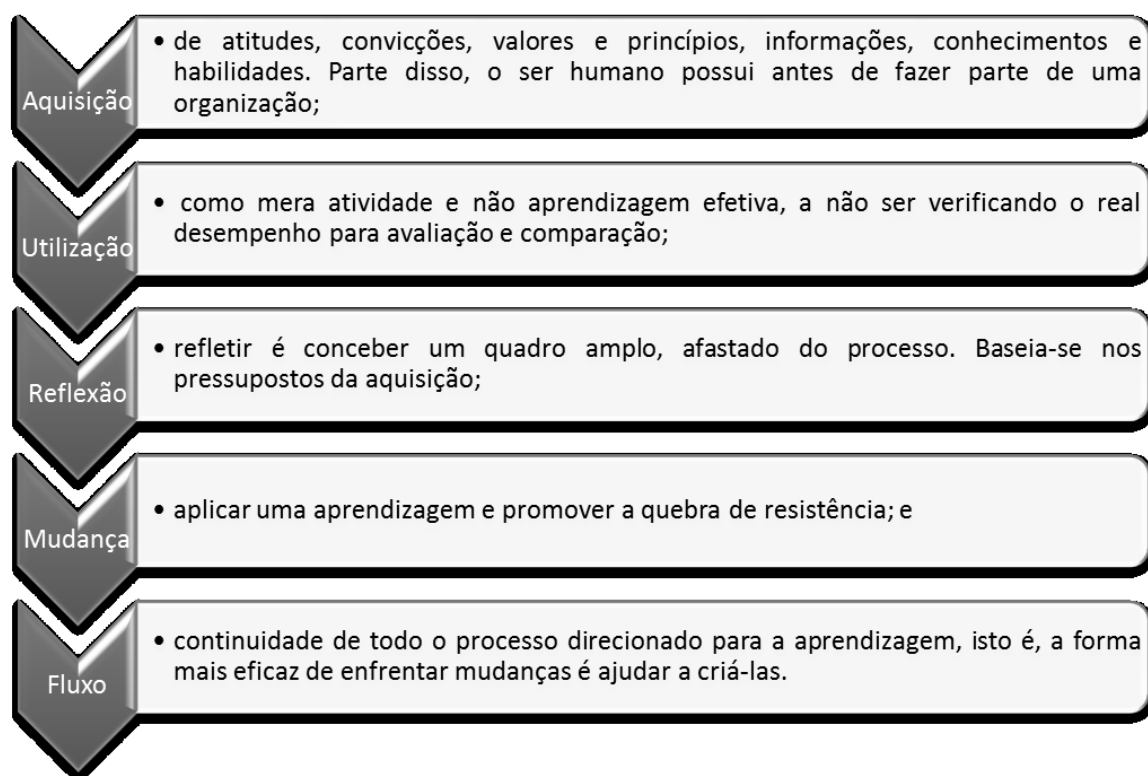 Aquisição
• de atitudes, convicções, valores e princípios, informações, conhecimentos e
habilidades. Parte disso, o ser humano possui antes de fazer parte de uma
organização;
Utilização
• como mera atividade e não aprendizagem efetiva, a não ser verificando o real
desempenho para avaliação e comparação;
Reflexão
• refletir é conceber um quadro amplo, afastado do processo. Baseia-se nos
pressupostos da aquisição;
Mudança
• aplicar uma aprendizagem e promover a quebra de resistência; e
Fluxo
• continuidade de todo o processo direcionado para a aprendizagem, isto é, a forma
mais eficaz de enfrentar mudanças é ajudar a criá-las.